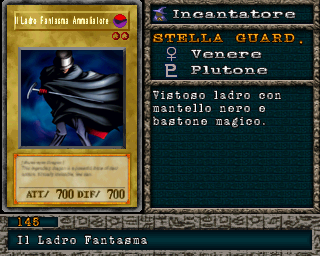 Il Ladro Fantasma Ammaliatore
Incantatore
STELLA GUARD.
♀ Venere
♇ Plutone
Vistoso ladro con
mantello nero e
bastone magico.
ATT/ 700 DIF/ 700
145
Il Ladro Fantasma